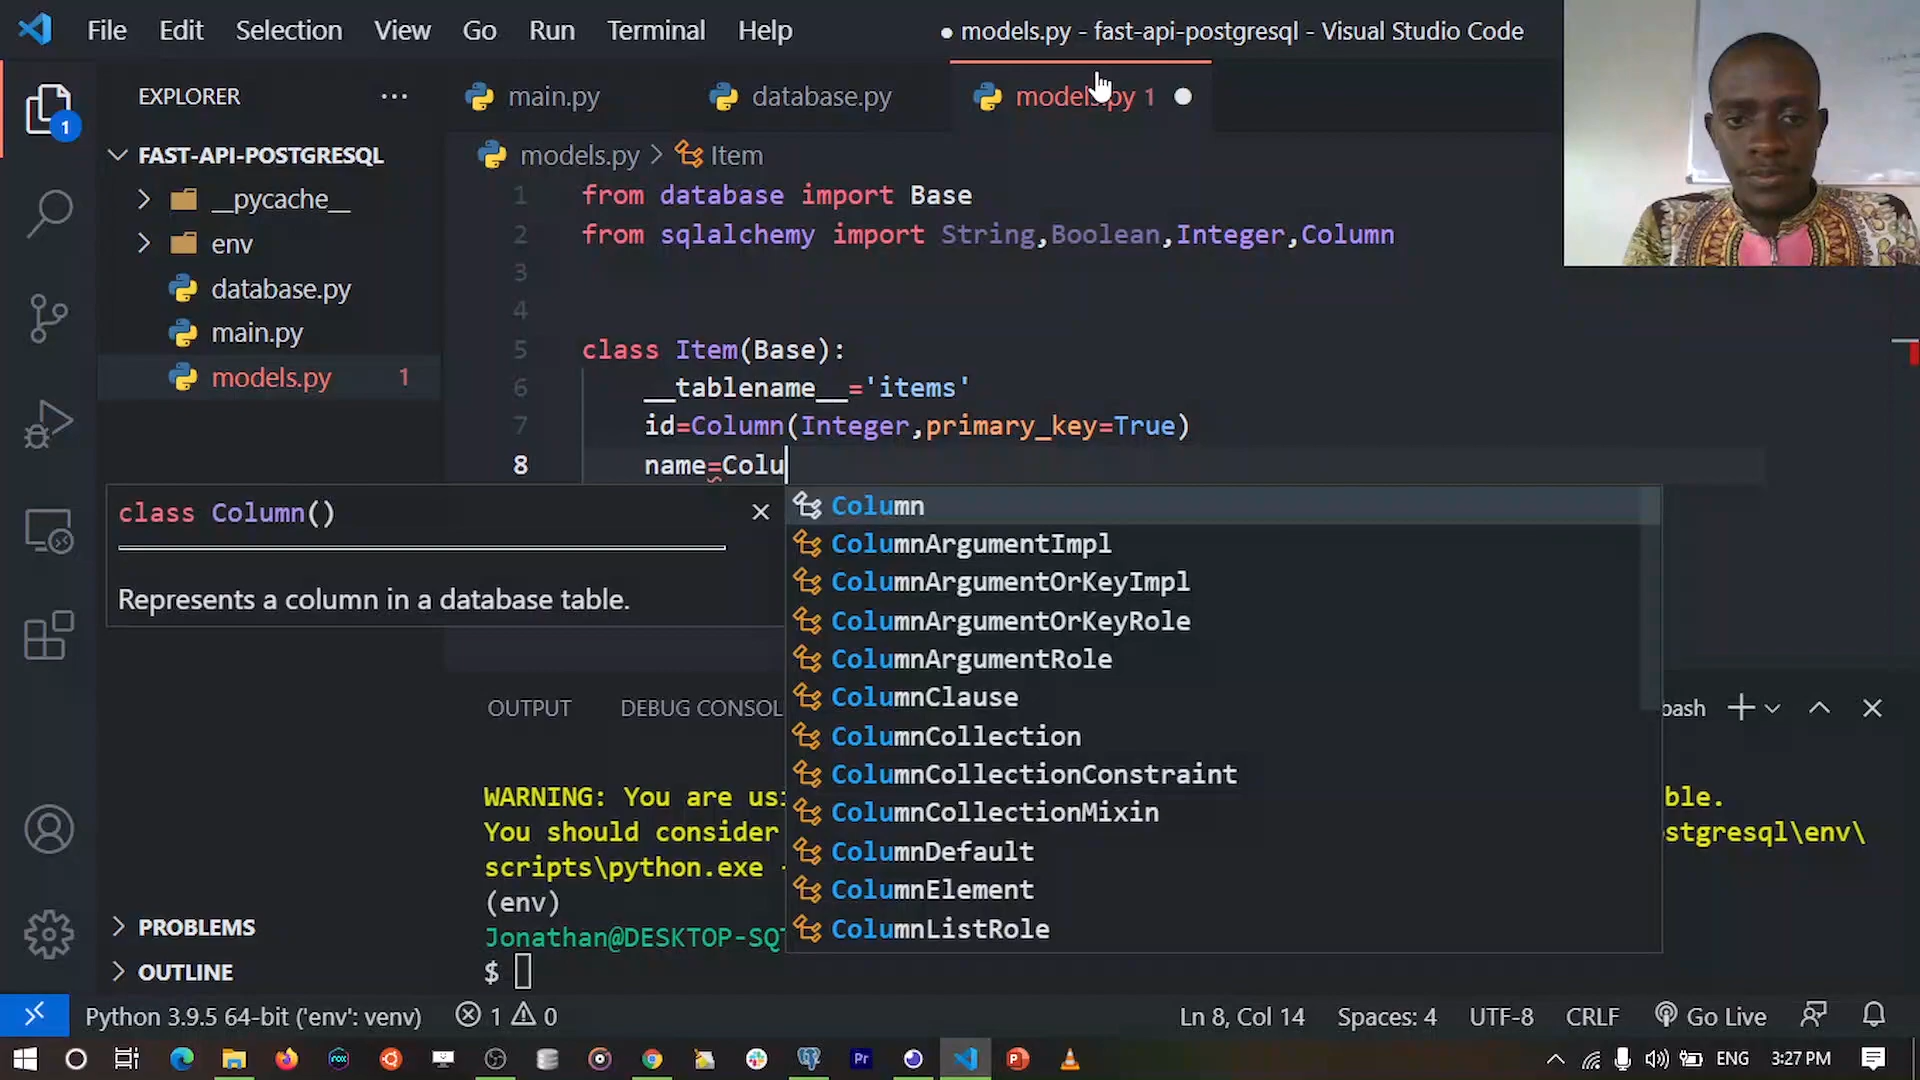 File Edit Selection View Go Run Terminal Help
● models.py - fast-api-postgresql - Visual Studio Code
EXPLORER ...
main.py
database.py
models.py 1
1
FAST-API-POSTGRESQL
__pycache__
env
database.py
main.py
models.py 1
models.py > Item
1 from database import Base
2 from sqlalchemy import String,Boolean,Integer,Column
3
4
5 class Item(Base):
6 __tablename__='items'
7 id=Column(Integer,primary_key=True)
8 name=Colu
class Column()
Represents a column in a database table.
Column
ColumnArgumentImpl
ColumnArgumentOrKeyImpl
ColumnArgumentOrKeyRole
ColumnArgumentRole
ColumnClause
ColumnCollection
ColumnCollectionConstraint
ColumnCollectionMixin
ColumnDefault
ColumnElement
ColumnListRole
OUTPUT DEBUG CONSOL bash
WARNING: You are usi ble.
You should consider stgresql\env\
scripts\python.exe -
(env)
Jonathan@DESKTOP-SQT
$
PROBLEMS
OUTLINE
Python 3.9.5 64-bit ('env': venv) 1 0 Ln 8, Col 14 Spaces: 4 UTF-8 CRLF Go Live
Pr ENG 3:27 PM